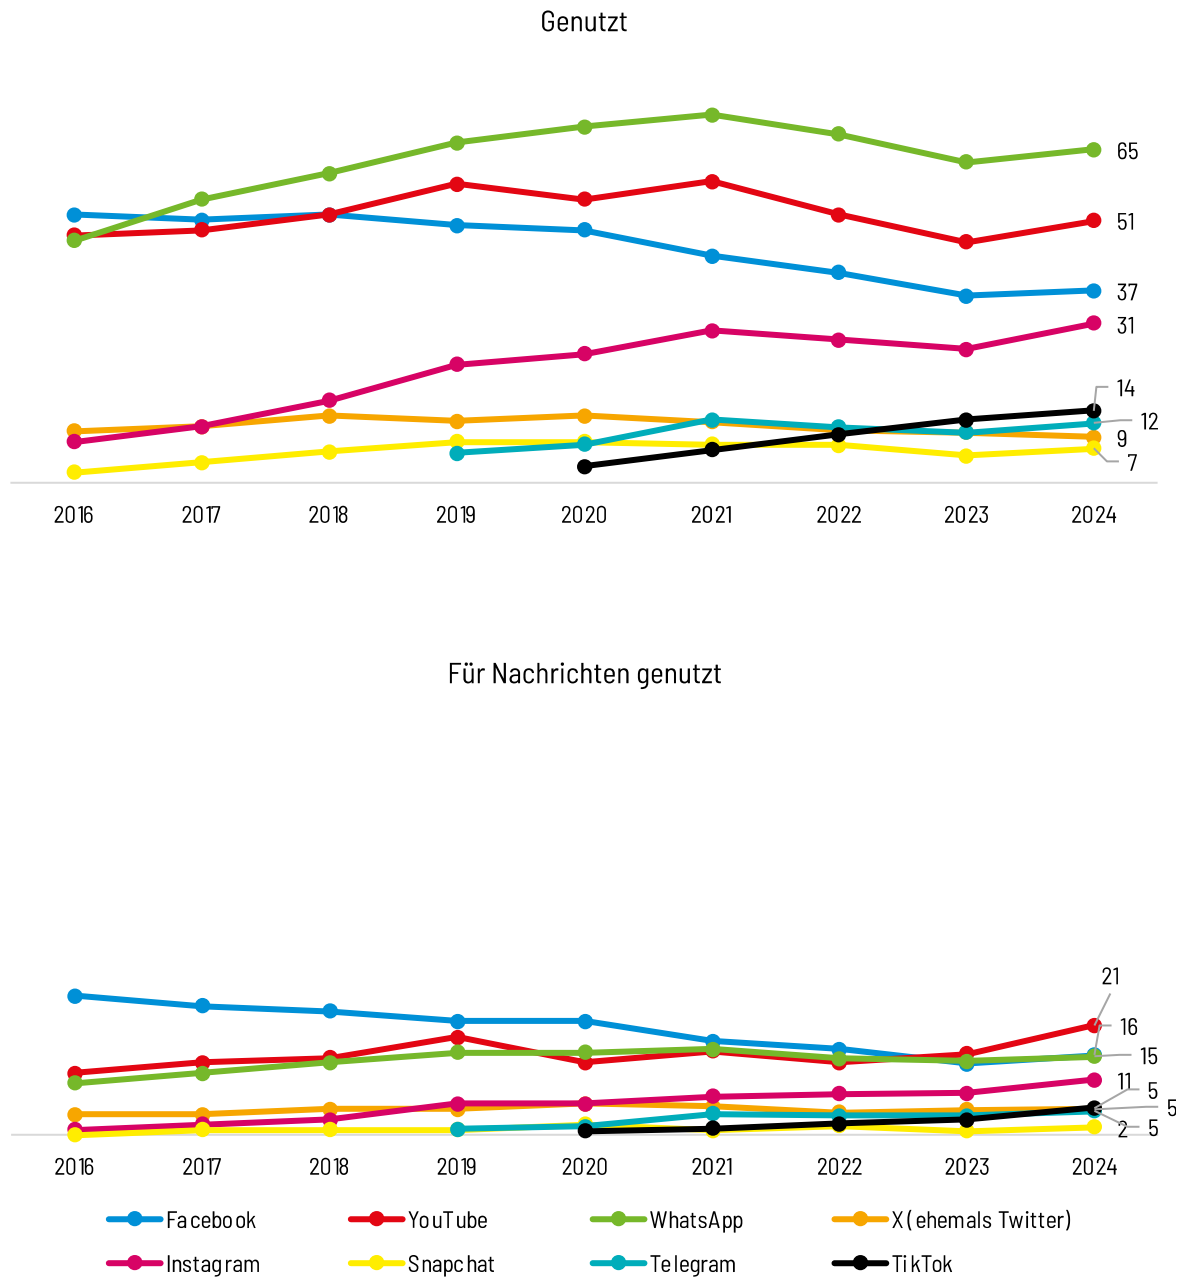 Genutzt
65
51
37
31
14
12
9
7
2016 2017 2018 2019 2020 2021 2022 2023 2024
Für Nachrichten genutzt
21
16
15
11
5
5
2 5
2016 2017 2018 2019 2020 2021 2022 2023 2024
Facebook YouTube WhatsApp X (ehemals Twitter)
Instagram Snapchat Telegram TikTok